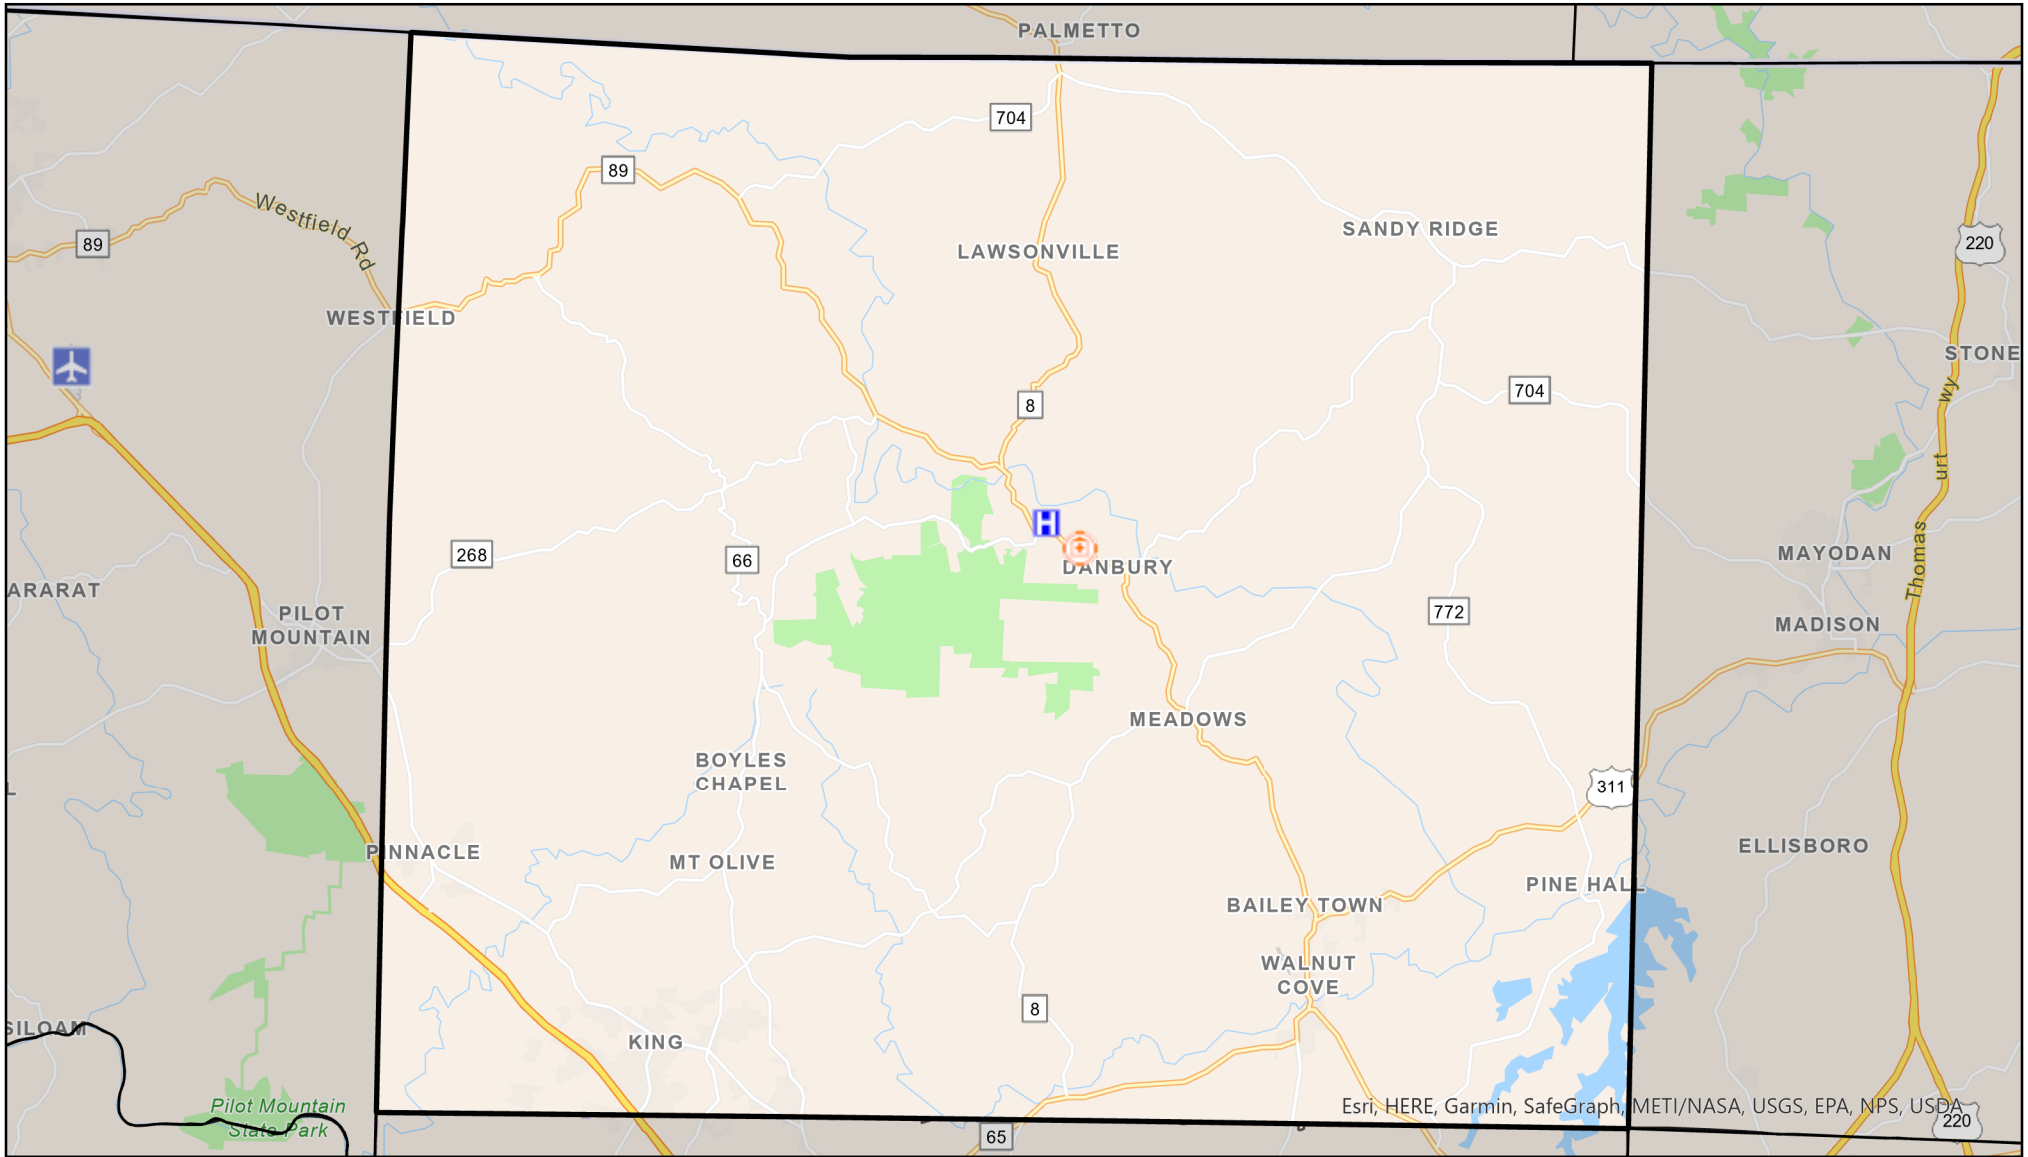 PALMETTO
704
89
Westfield Rd
SANDY RIDGE
89
220
LAWSONVILLE
WESTFIELD
STONE
704
8
wy
urt
268
66
MAYODAN
DANBURY
Thomas
ARARAT
PILOT
MOUNTAIN
772
MADISON
MEADOWS
BOYLES
CHAPEL
311
L
PINNACLE
ELLISBORO
MT OLIVE
PINE HALL
BAILEY TOWN
WALNUT
COVE
8
SILOAM
KING
Pilot Mountain
State Park
Esri, HERE, Garmin, SafeGraph, METI/NASA, USGS, EPA, NPS, USDA
220
65
H